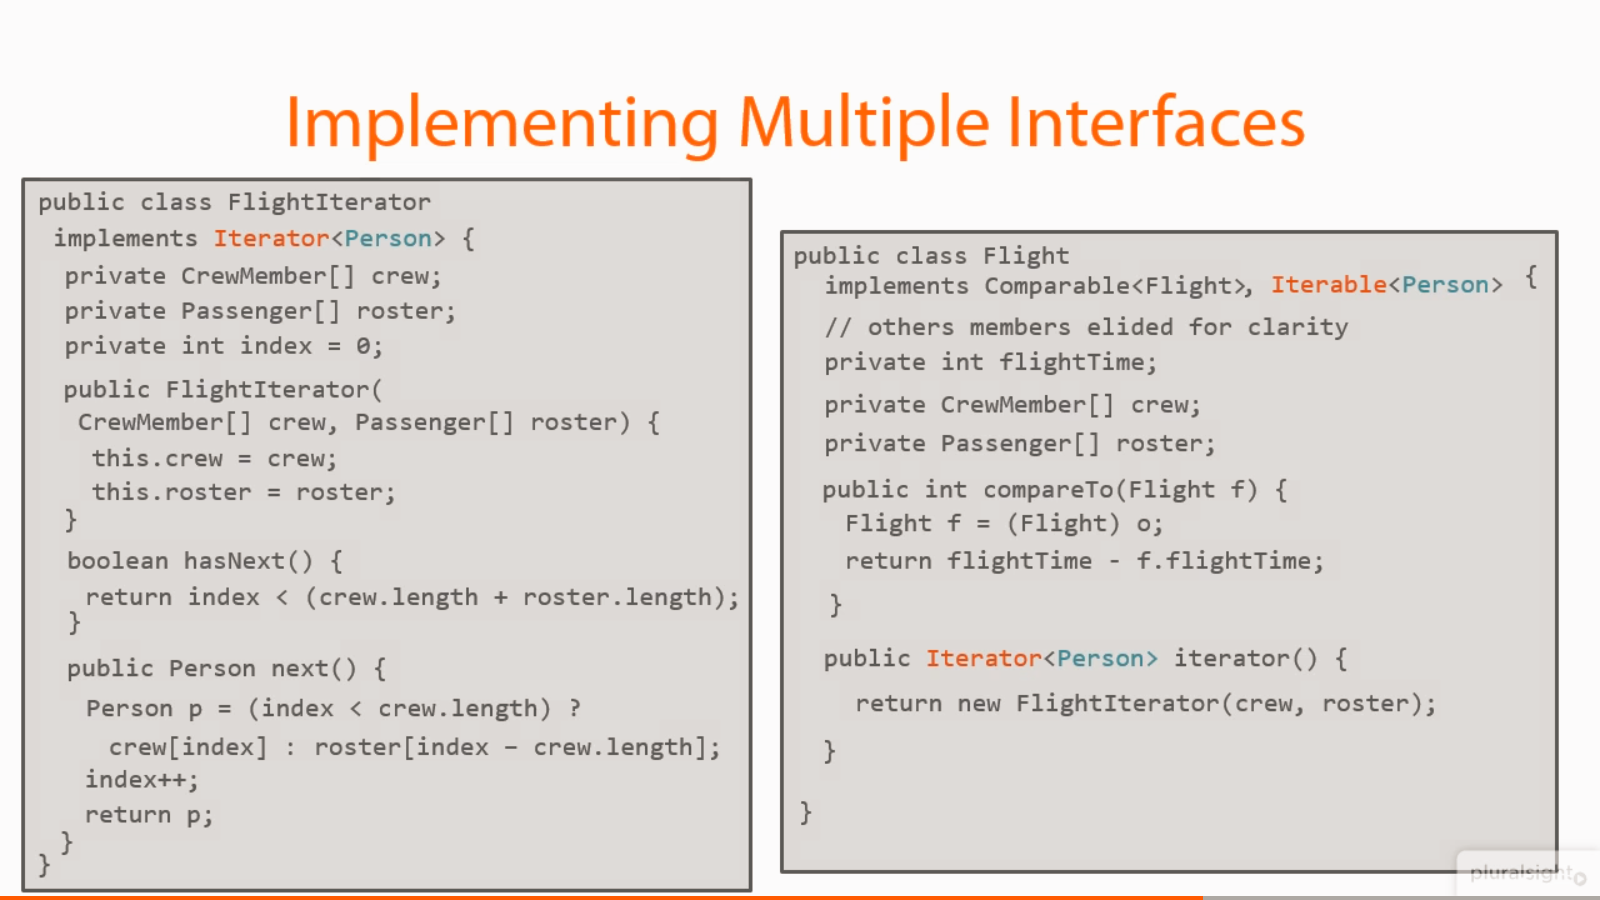 Implementing Multiple Interfaces
public class FlightIterator
implements Iterator<Person> {
private CrewMember[] crew;
private Passenger[] roster;
private int index = 0;
public FlightIterator(
CrewMember[] crew, Passenger[] roster) {
this.crew = crew;
this.roster = roster;
}
boolean hasNext() {
return index < (crew.length + roster.length);
}
public Person next() {
Person p = (index < crew.length) ?
crew[index] : roster[index – crew.length];
index++;
return p;
}
}
public class Flight
implements Comparable<Flight>, Iterable<Person> {
// others members elided for clarity
private int flightTime;
private CrewMember[] crew;
private Passenger[] roster;
public int compareTo(Flight f) {
Flight f = (Flight) o;
return flightTime - f.flightTime;
}
public Iterator<Person> iterator() {
return new FlightIterator(crew, roster);
}
}
pluralsight